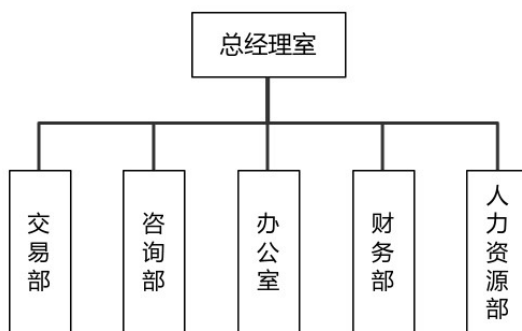 总经理室
交易部
咨询部
办公室
财务部
人力资源部